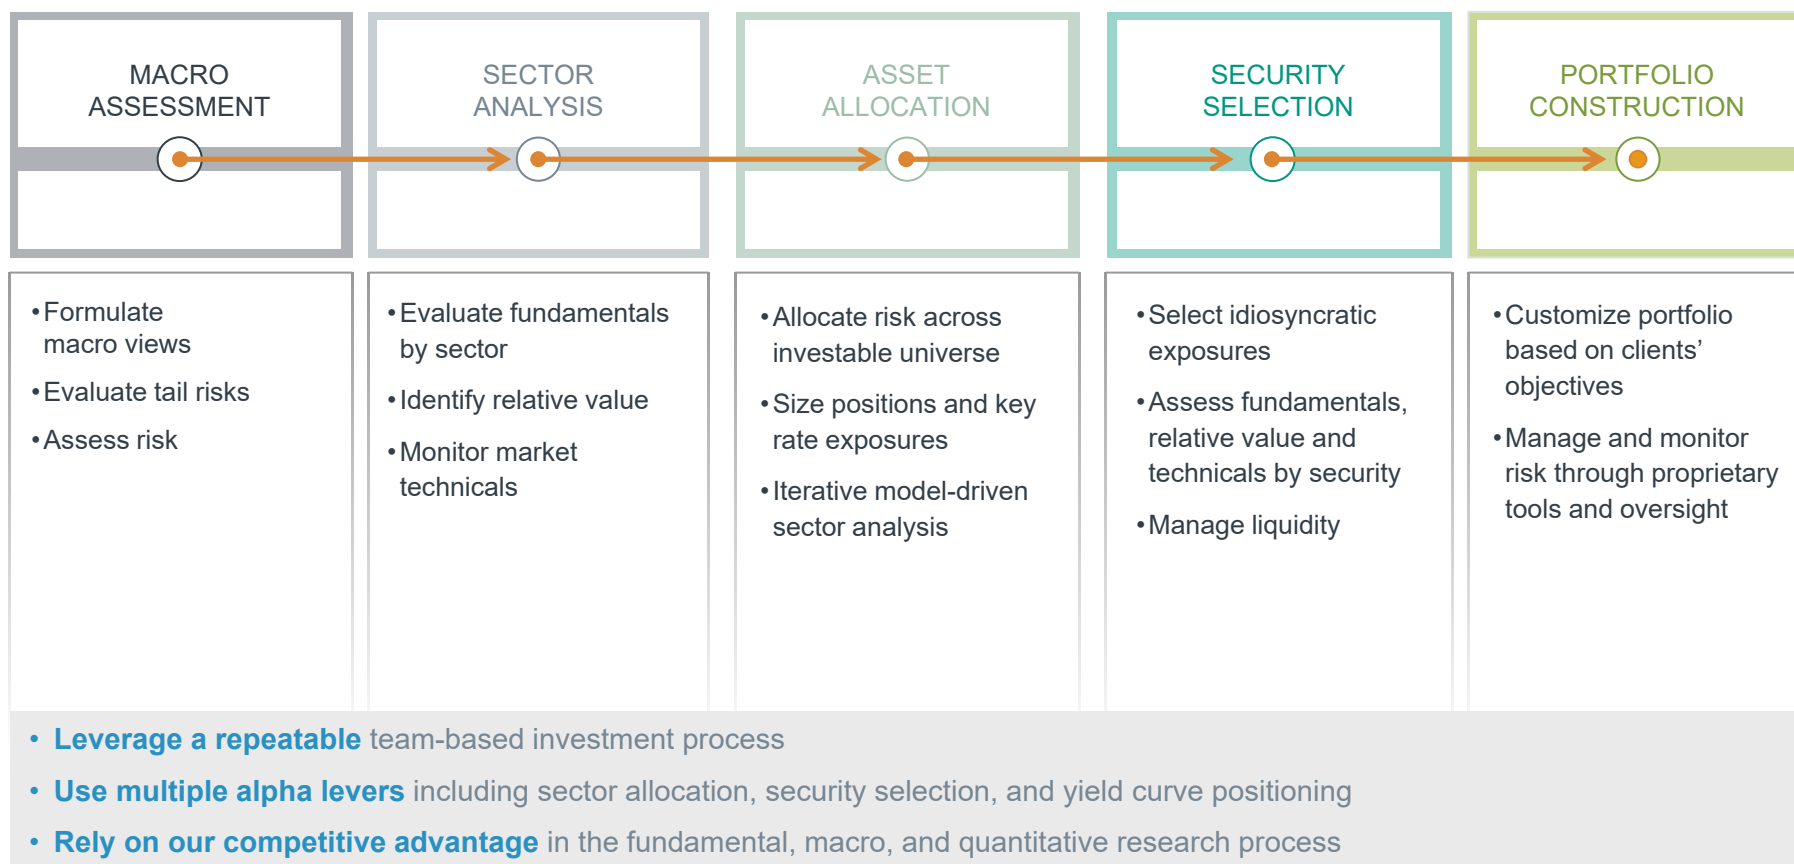 MACRO
ASSESSMENT
SECTOR
ANALYSIS
ASSET
ALLOCATION
SECURITY
SELECTION
PORTFOLIO
CONSTRUCTION
• Formulate
macro views
• Evaluate tail risks
• Assess risk
• Evaluate fundamentals
by sector
• Identify relative value
• Monitor market
technicals
• Allocate risk across
investable universe
• Size positions and key
rate exposures
• Iterative model-driven
sector analysis
• Select idiosyncratic
exposures
• Assess fundamentals,
relative value and
technicals by security
• Manage liquidity
• Customize portfolio
based on clients’
objectives
• Manage and monitor
risk through proprietary
tools and oversight
• Leverage a repeatable team-based investment process
• Use multiple alpha levers including sector allocation, security selection, and yield curve positioning
• Rely on our competitive advantage in the fundamental, macro, and quantitative research process